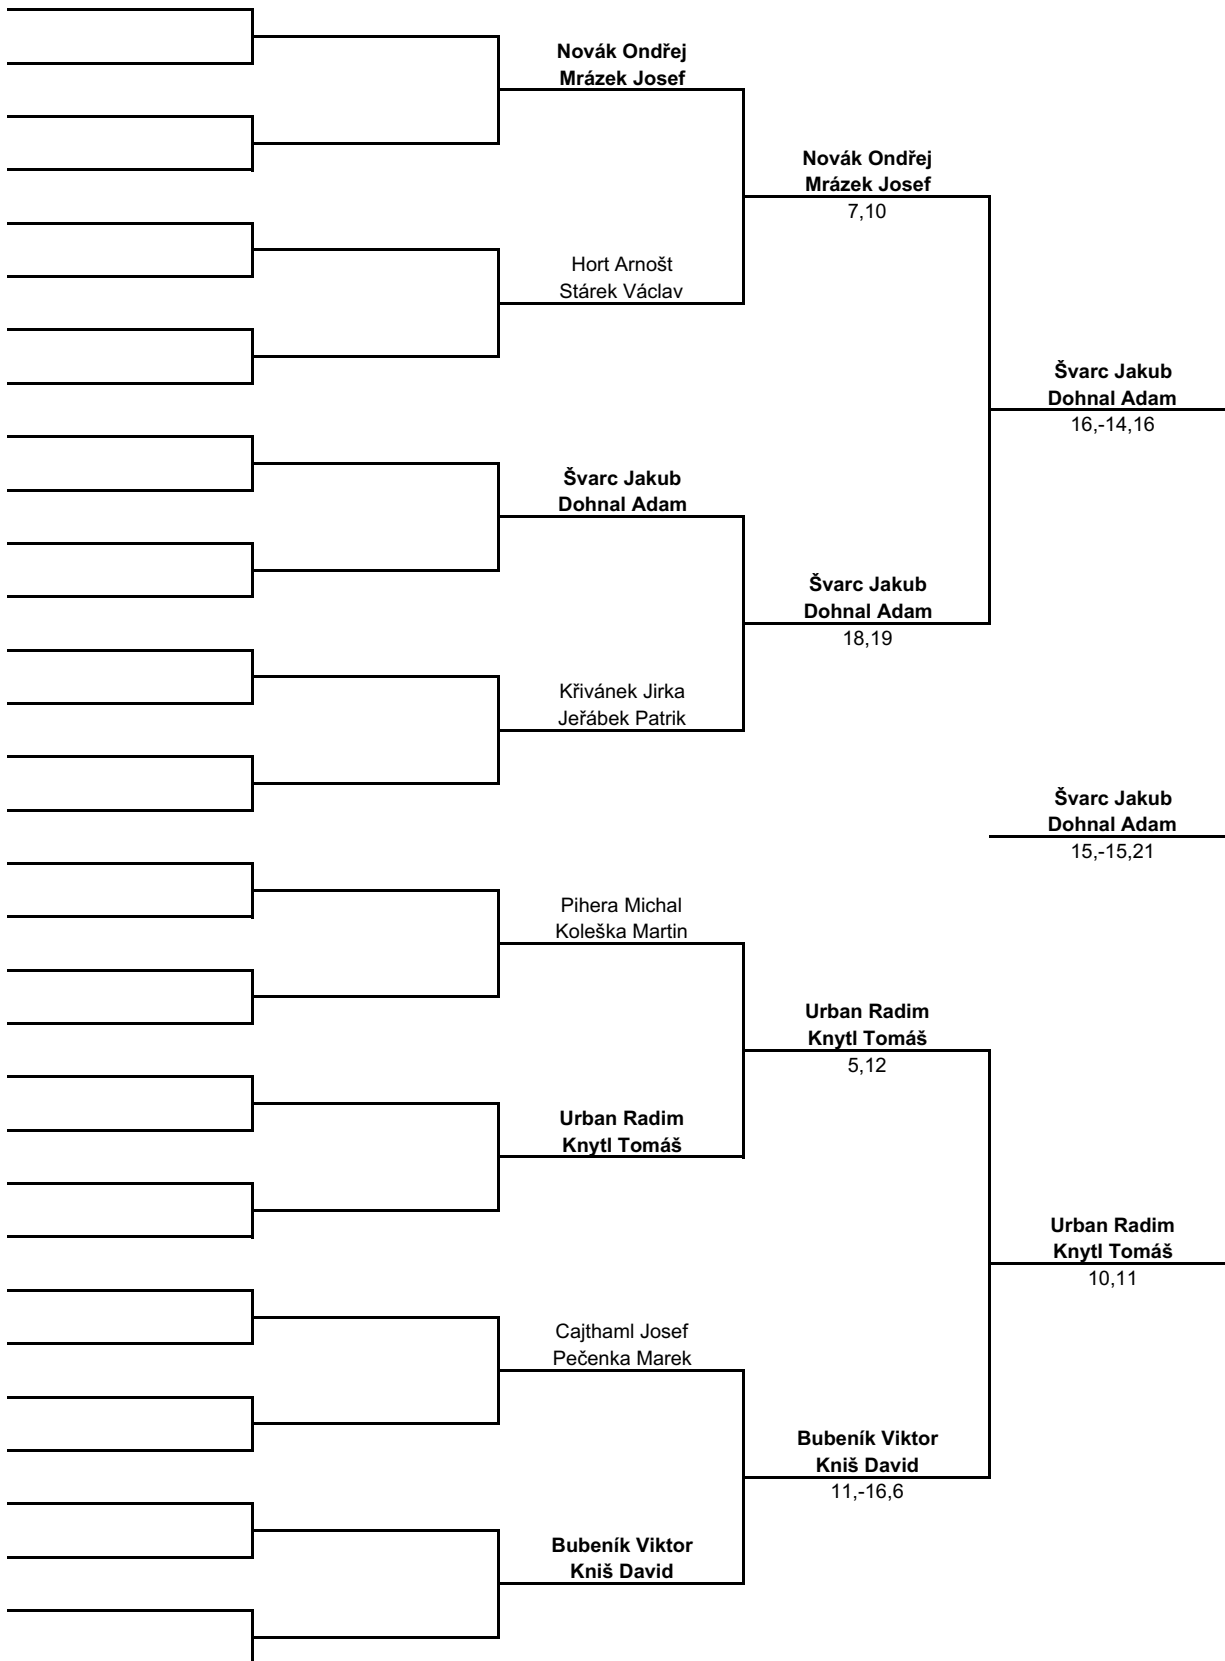 Novák Ondřej
Mrázek Josef
Novák Ondřej
Mrázek Josef
7,10
Hort Arnošt
Stárek Václav
Švarc Jakub
Dohnal Adam
16,-14,16
Švarc Jakub
Dohnal Adam
Švarc Jakub
Dohnal Adam
18,19
Křivánek Jirka
Jeřábek Patrik
Švarc Jakub
Dohnal Adam
15,-15,21
Pihera Michal
Koleška Martin
Urban Radim
Knytl Tomáš
5,12
Urban Radim
Knytl Tomáš
Urban Radim
Knytl Tomáš
10,11
Cajthaml Josef
Pečenka Marek
Bubeník Viktor
Kniš David
11,-16,6
Bubeník Viktor
Kniš David